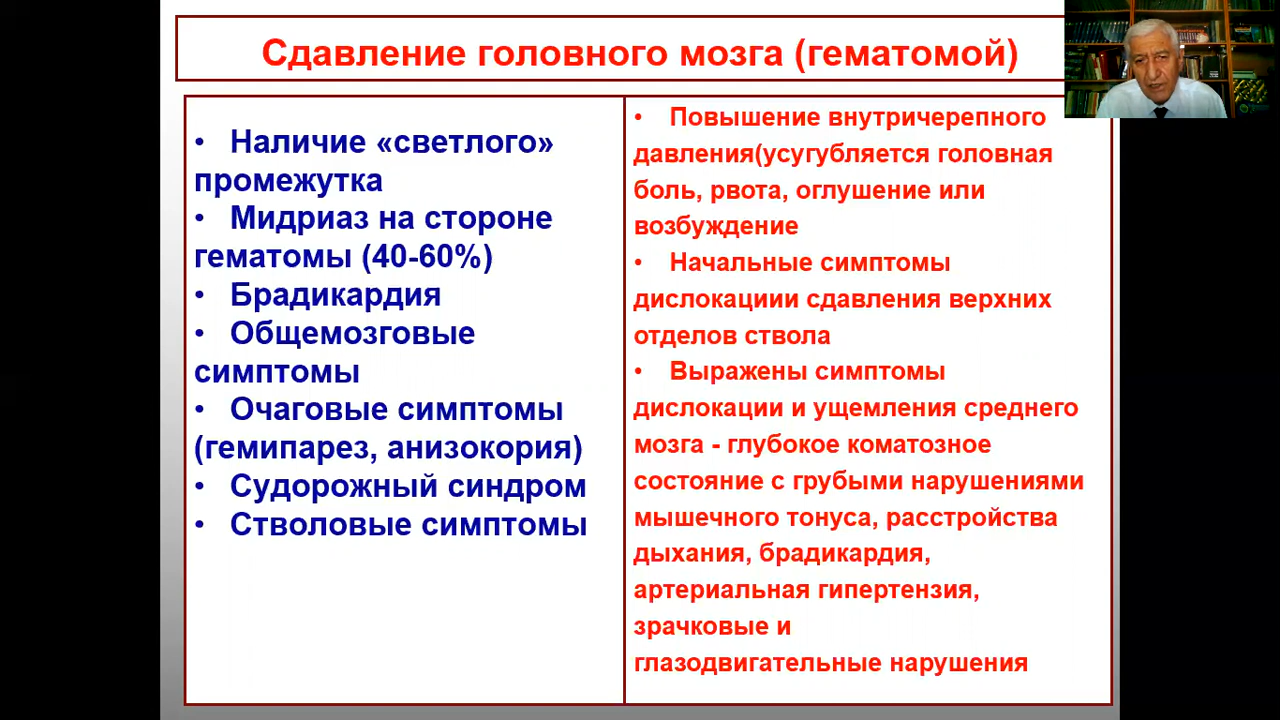 Сдавление головного мозга (гематомой)
• Наличие «светлого»
промежутка
• Мидриаз на стороне
гематомы (40-60%)
• Брадикардия
• Общемозговые
симптомы
• Очаговые симптомы
(гемипарез, анизокория)
• Судорожный синдром
• Стволовые симптомы
• Повышение внутричерепного
давления(усугубляется головная
боль, рвота, оглушение или
возбуждение
• Начальные симптомы
дислокациии сдавления верхних
отделов ствола
• Выражены симптомы
дислокации и ущемления среднего
мозга - глубокое коматозное
состояние с грубыми нарушениями
мышечного тонуса, расстройства
дыхания, брадикардия,
артериальная гипертензия,
зрачковые и
глазодвигательные нарушения